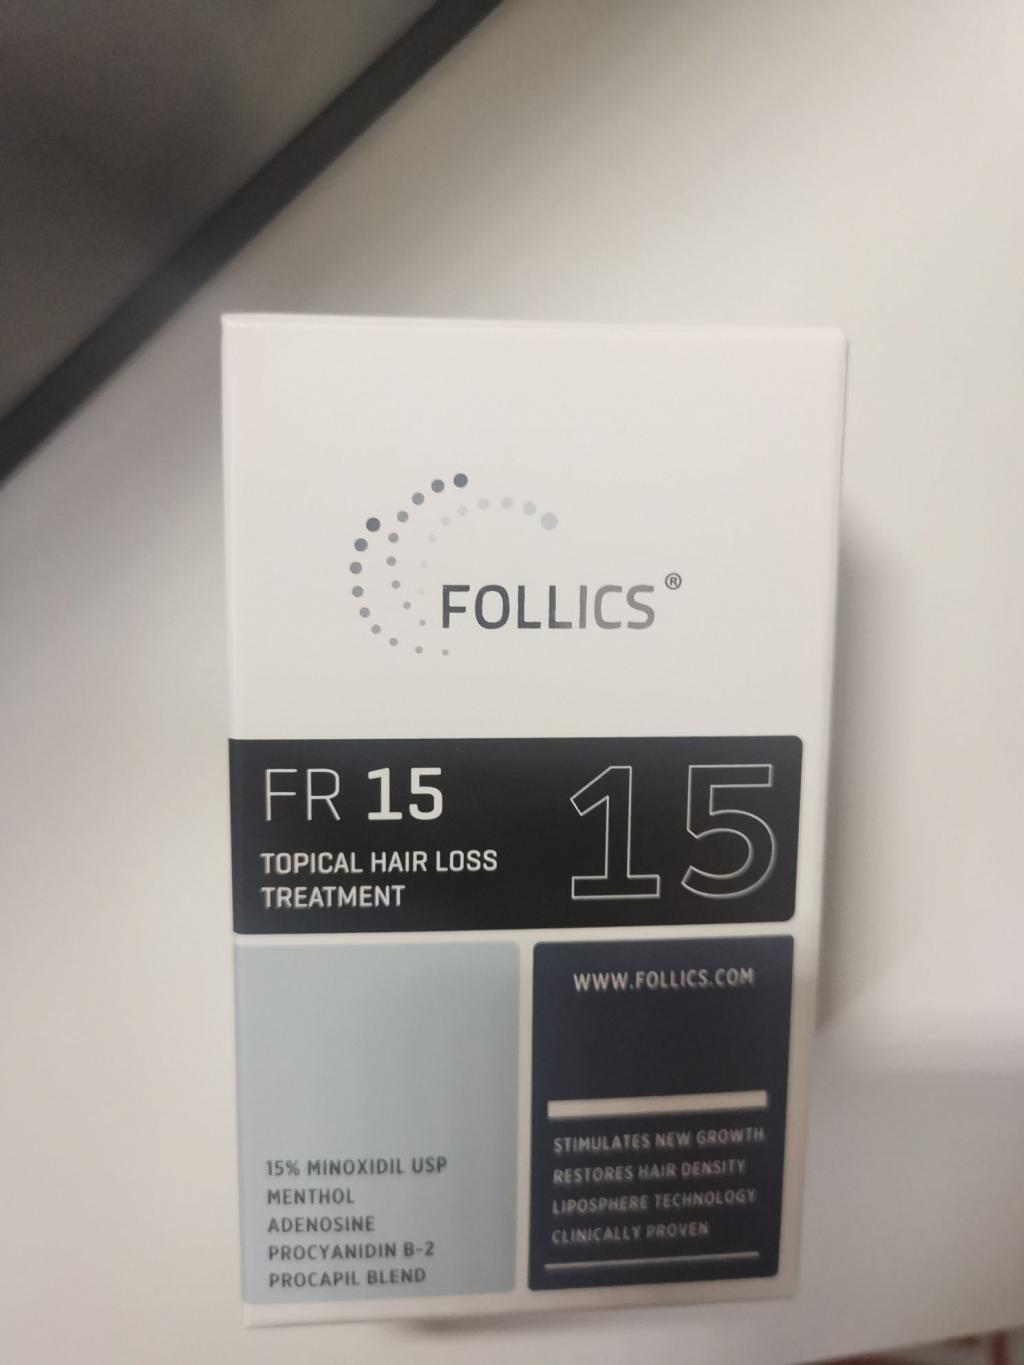 FOLLICS®
FR 15
15
TOPICAL HAIR LOSS
TREATMENT
15% MINOXIDIL USP
MENTHOL
ADENOSINE
PROCYANIDIN B-2
PROCAPIL BLEND
WWW.FOLLICS.COM
STIMULATES NEW GROWTH
RESTORES HAIR DENSITY
LIPOSPHERE TECHNOLOGY
CLINICALLY PROVEN